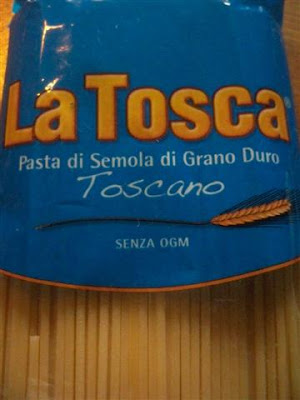 La Tosca®
Pasta di Semola di Grano Duro
Toscano
SENZA OGM